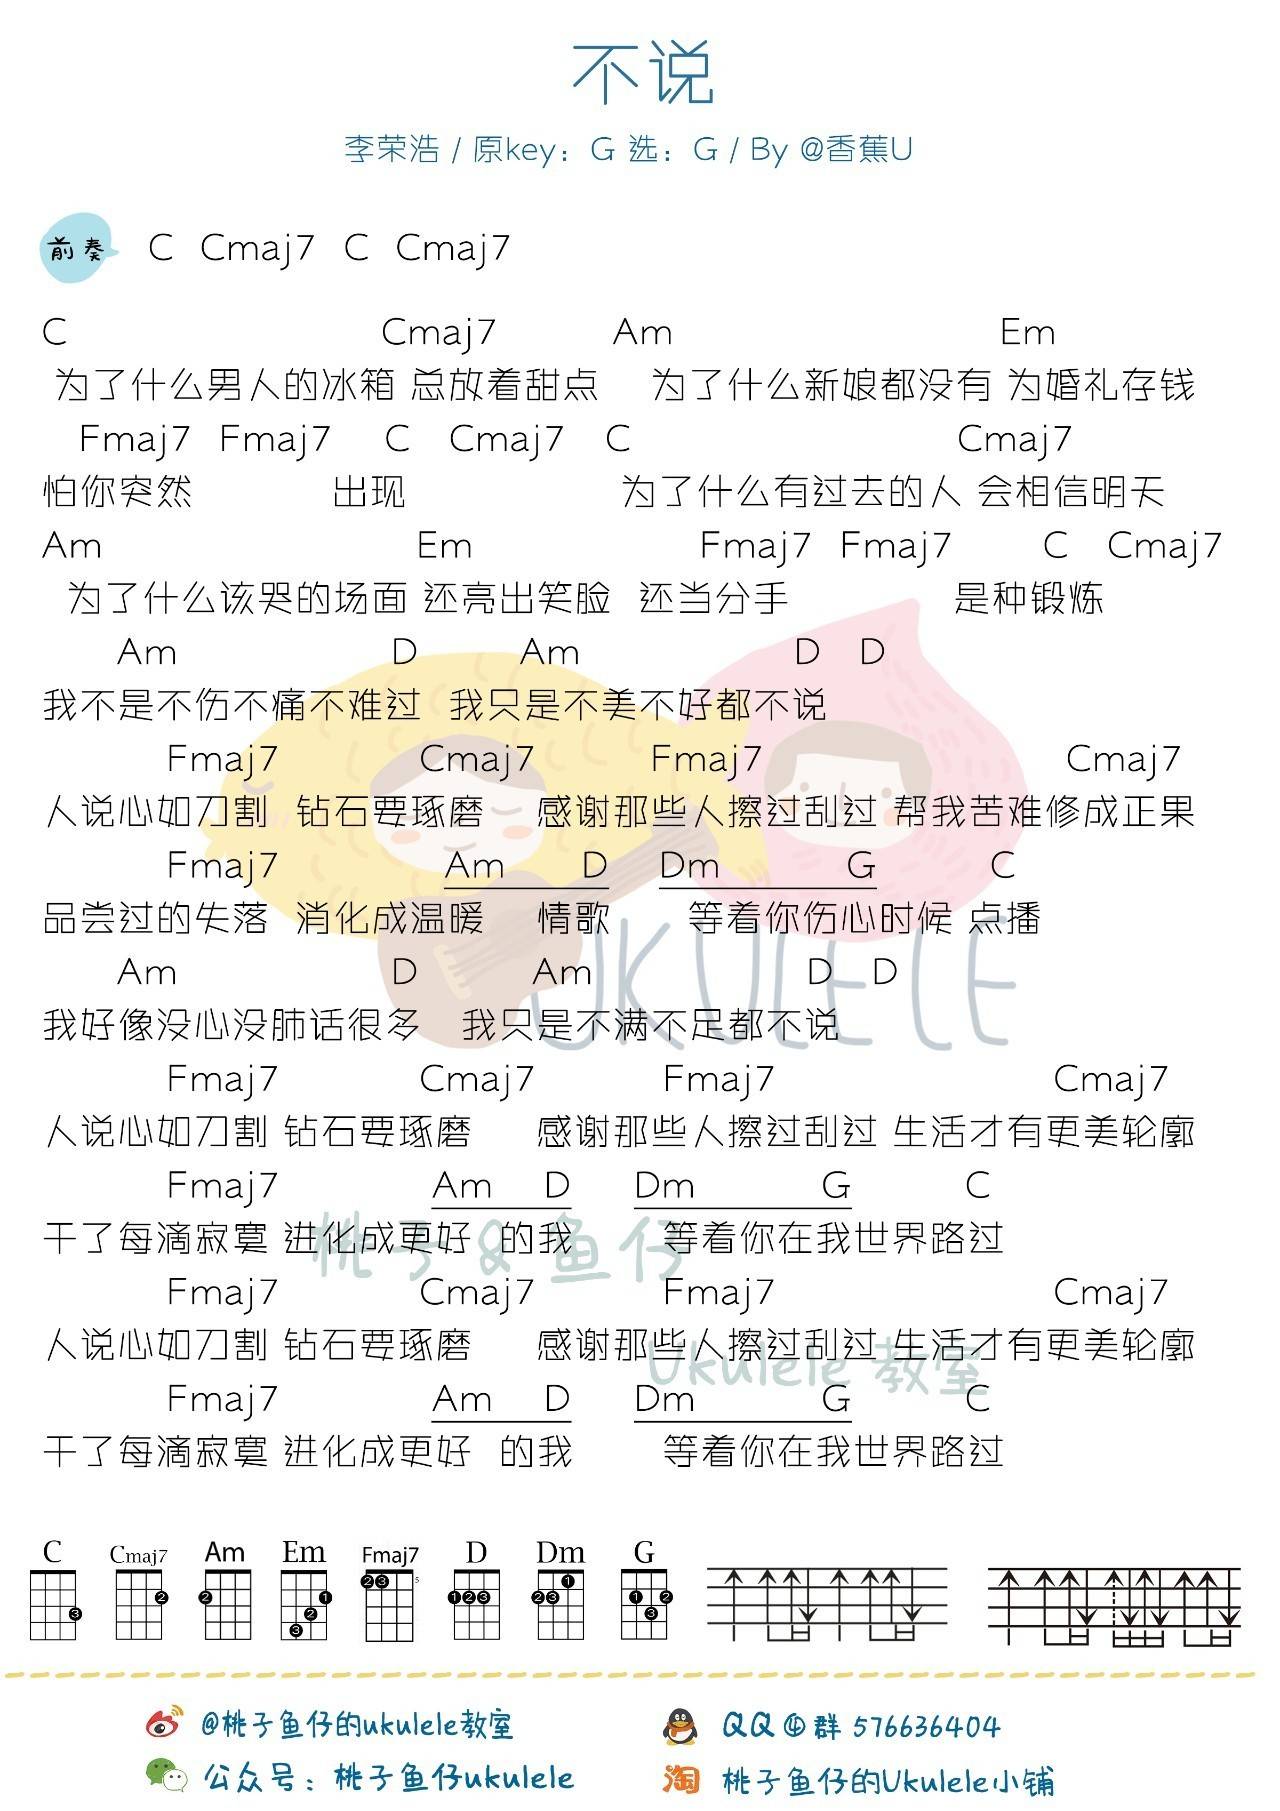 不说
李荣浩 / 原key：G 选：G / By @香蕉U
前奏 C Cmaj7 C Cmaj7
C Cmaj7 Am Em
为了什么男人的冰箱 总放着甜点 为了什么新娘都没有 为婚礼存钱
Fmaj7 Fmaj7 C Cmaj7 C Cmaj7
怕你突然 出现 为了什么有过去的人 会相信明天
Am Em Fmaj7 Fmaj7 C Cmaj7
为了什么该哭的场面 还亮出笑脸 还当分手 是种锻炼
Am D Am D D
我不是不伤不痛不难过 我只是不美不好都不说
Fmaj7 Cmaj7 Fmaj7 Cmaj7
人说心如刀割 钻石要琢磨 感谢那些人擦过刮过 帮我苦难修成正果
Fmaj7 Am D Dm G C
品尝过的失落 消化成温暖 情歌 等着你伤心时候 点播
UKULELE
Am D Am D D
我好像没心没肺话很多 我只是不满不足都不说
Fmaj7 Cmaj7 Fmaj7 Cmaj7
人说心如刀割 钻石要琢磨 感谢那些人擦过刮过 生活才有更美轮廓
Fmaj7 Am D Dm G C
干了每滴寂寞 进化成更好 的我 等着你在我世界路过
桃子 & 鱼仔
Fmaj7 Cmaj7 Fmaj7 Cmaj7
人说心如刀割 钻石要琢磨 感谢那些人擦过刮过 生活才有更美轮廓
Ukulele 教室
Fmaj7 Am D Dm G C
干了每滴寂寞 进化成更好 的我 等着你在我世界路过
C Cmaj7 Am Em Fmaj7 D Dm G
3 2 2 1 2 3 2 3 5 1 2 3 1 2 3 1 2 3
@桃子鱼仔的ukulele教室
QQ ④ 群 576636404
公众号：桃子鱼仔ukulele
淘 桃子鱼仔的Ukulele小铺